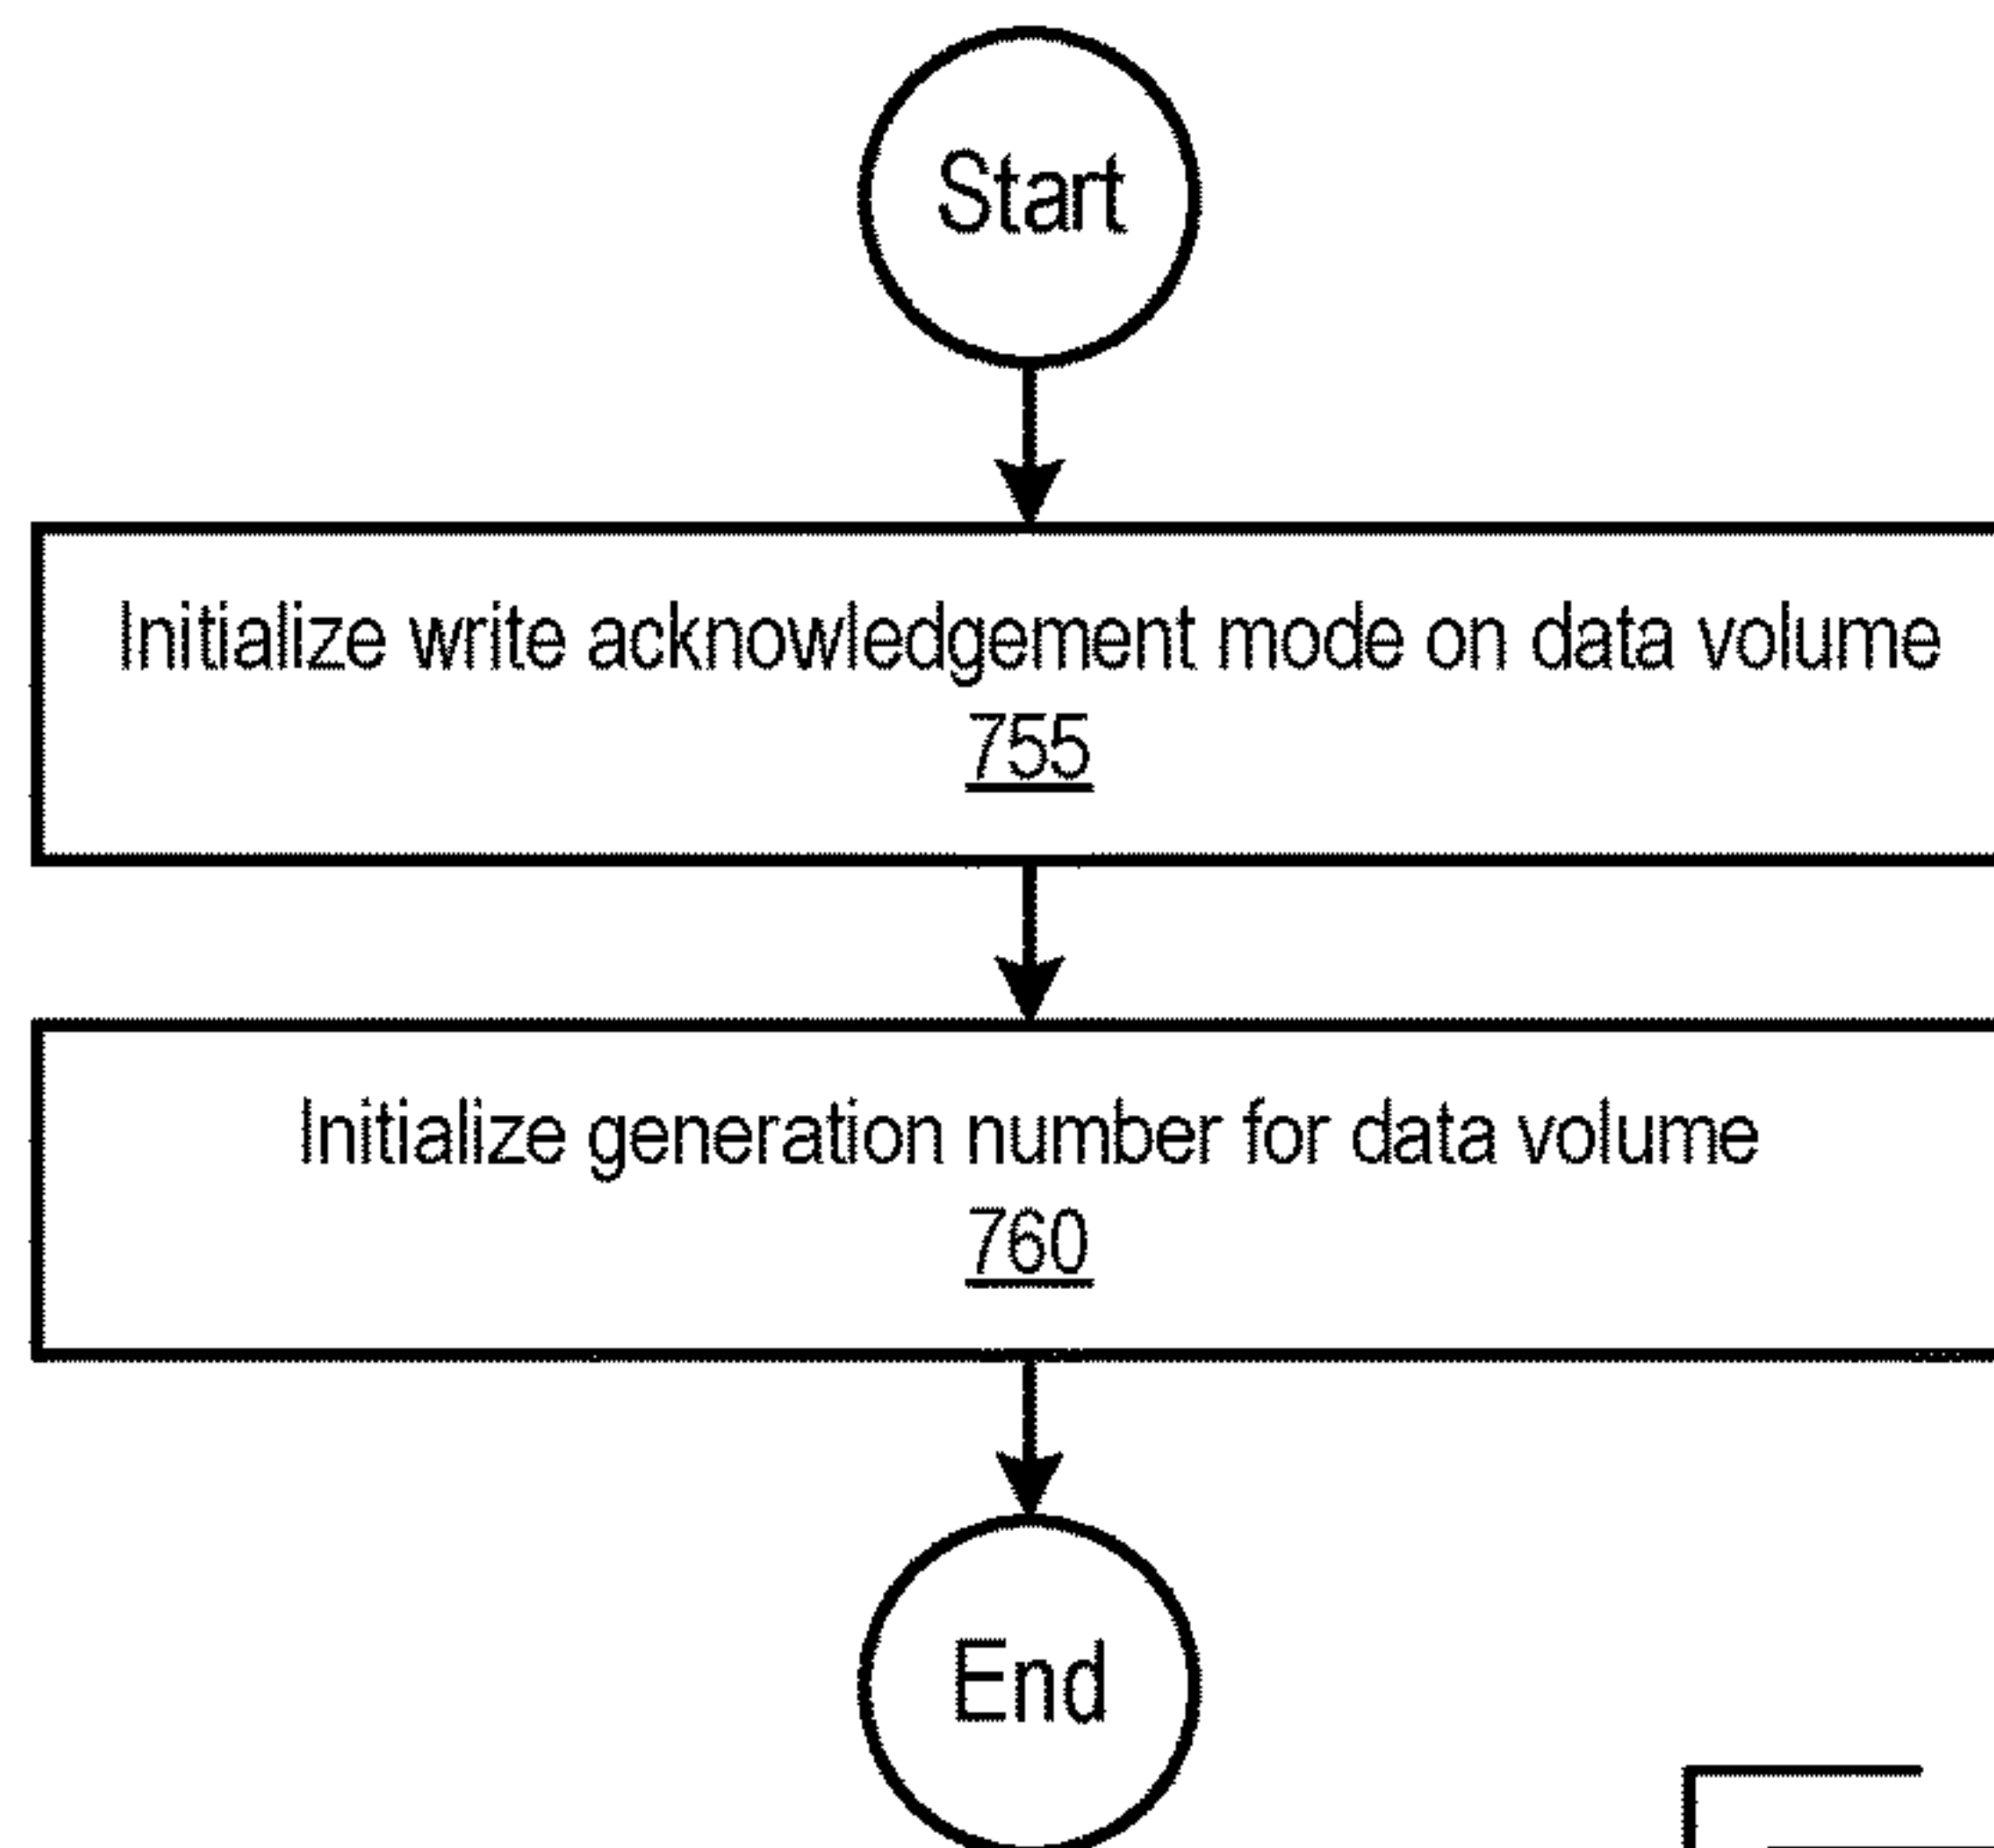 Start
Initialize write acknowledgement mode on data volume
755
Initialize generation number for data volume
760
End